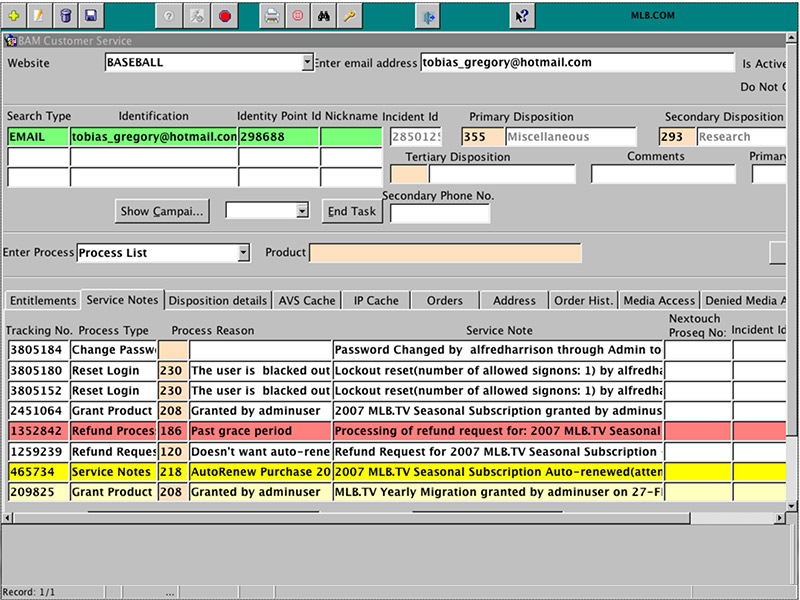 MLB.COM
BAM Customer Service
Website BASEBALL Enter email address tobias_gregory@hotmail.com Is Active
Do Not
Search Type Identification Identity Point Id Nickname Incident Id Primary Disposition Secondary Disposition
EMAIL tobias_gregory@hotmail.con 298688 285012 355 Miscellaneous 293 Research
Tertiary Disposition Comments Primary
Secondary Phone No.
Show Campai... End Task
Enter Process Process List Product
Entitlements Service Notes Disposition details AVS Cache IP Cache Orders Address Order Hist. Media Access Denied Media A
Nextouch
Tracking No. Process Type Process Reason Service Note Proseq No: Incident Id
3805184 Change Passw Password Changed by alfredharrison through Admin to
3805180 Reset Login 230 The user is blacked out Lockout reset(number of allowed signons: 1) by alfredha
3805152 Reset Login 230 The user is blacked out Lockout reset(number of allowed signons: 1) by alfredha
2451064 Grant Product 208 Granted by adminuser 2007 MLB.TV Seasonal Subscription granted by adminus
1352842 Refund Proces 186 Past grace period Processing of refund request for: 2007 MLB.TV Seasonal
1259239 Refund Reques 120 Doesn't want auto-rene Refund Request for 2007 MLB.TV Seasonal Subscription
465734 Service Notes 218 AutoRenew Purchase 20 2007 MLB.TV Seasonal Subscription Auto-renewed(atten
209825 Grant Product 208 Granted by adminuser MLB.TV Yearly Migration granted by adminuser on 27-F
Record: 1/1 ...